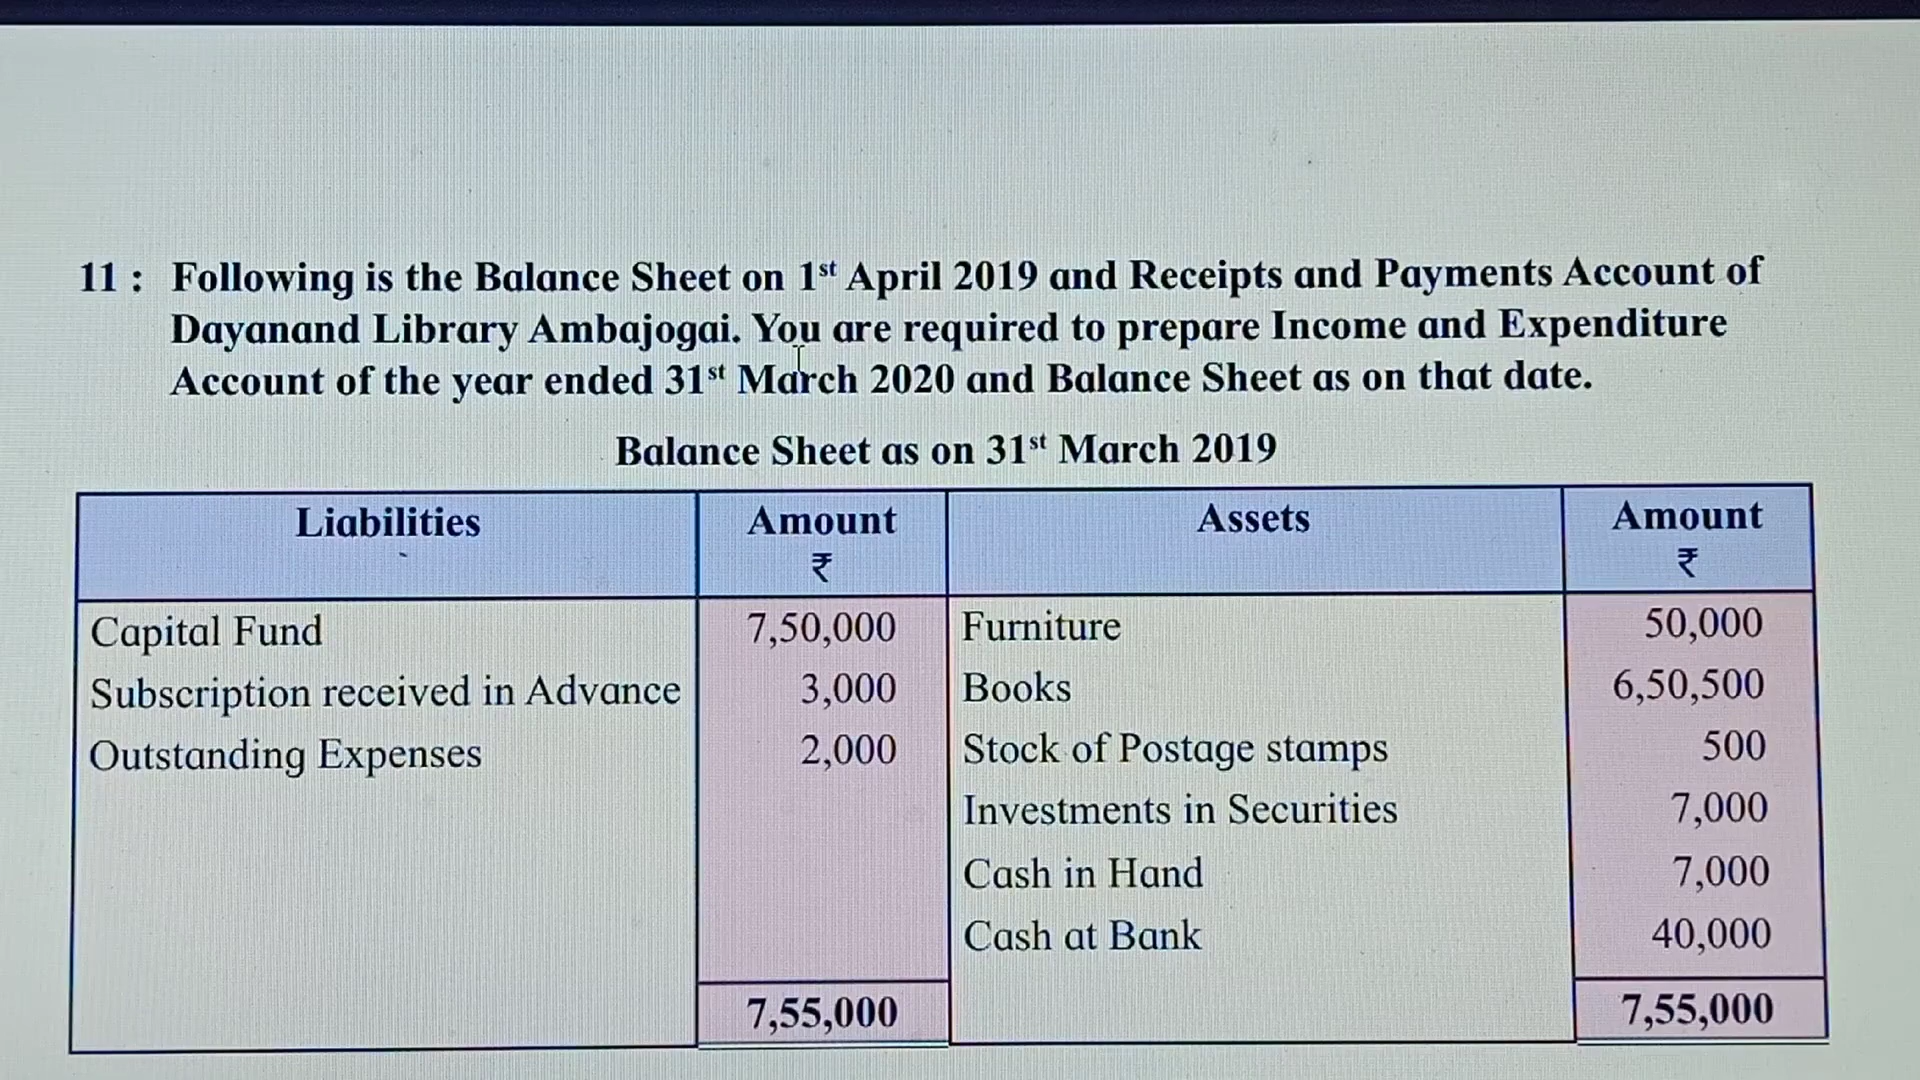 11 : Following is the Balance Sheet on 1st April 2019 and Receipts and Payments Account of
Dayanand Library Ambajogai. You are required to prepare Income and Expenditure
Account of the year ended 31st March 2020 and Balance Sheet as on that date.
Balance Sheet as on 31st March 2019
Liabilities Amount ₹ Assets Amount ₹
Capital Fund 7,50,000 Furniture 50,000
Subscription received in Advance 3,000 Books 6,50,500
Outstanding Expenses 2,000 Stock of Postage stamps 500
Investments in Securities 7,000
Cash in Hand 7,000
Cash at Bank 40,000
7,55,000 7,55,000